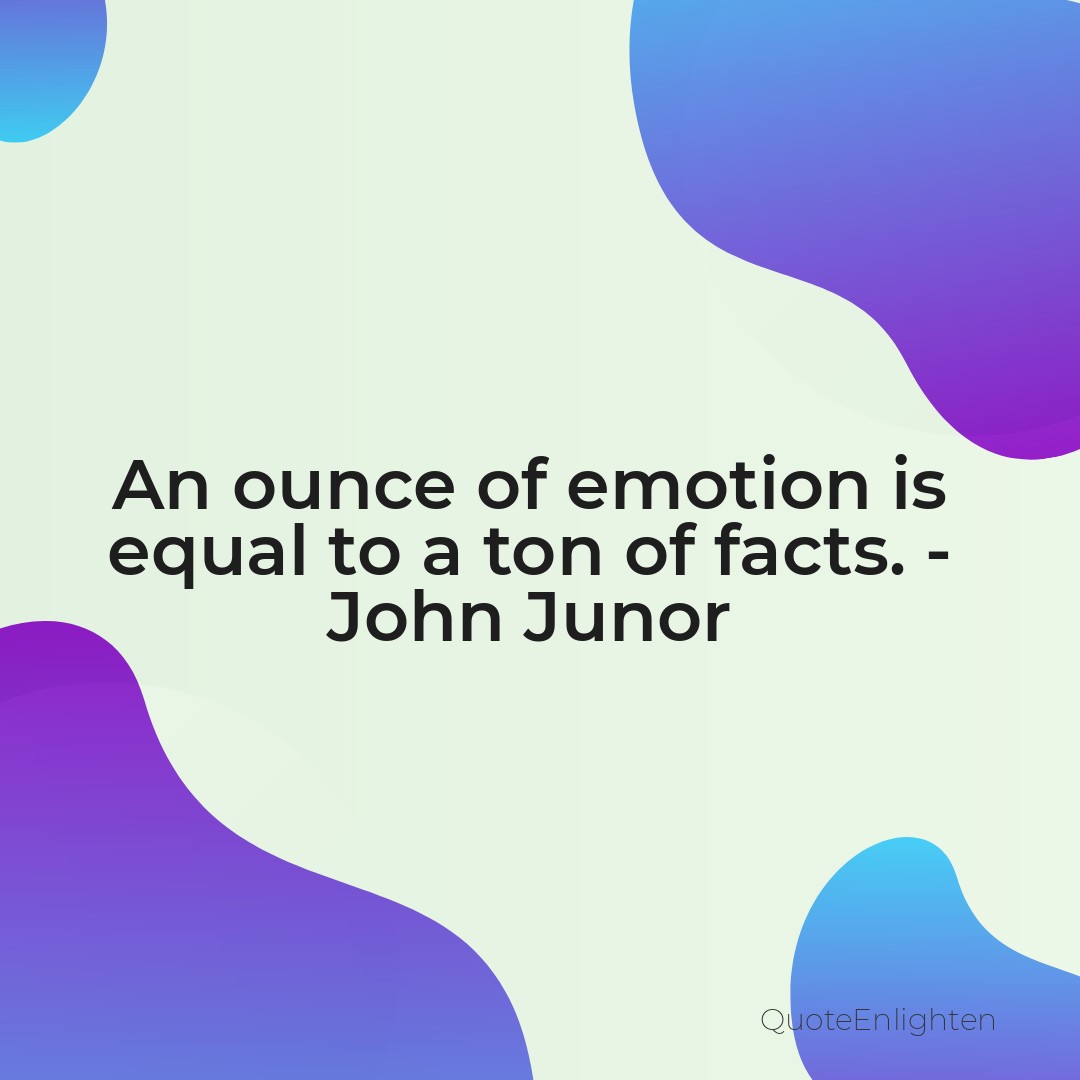 An ounce of emotion is
equal to a ton of facts. -
John Junor
QuoteEnlighten